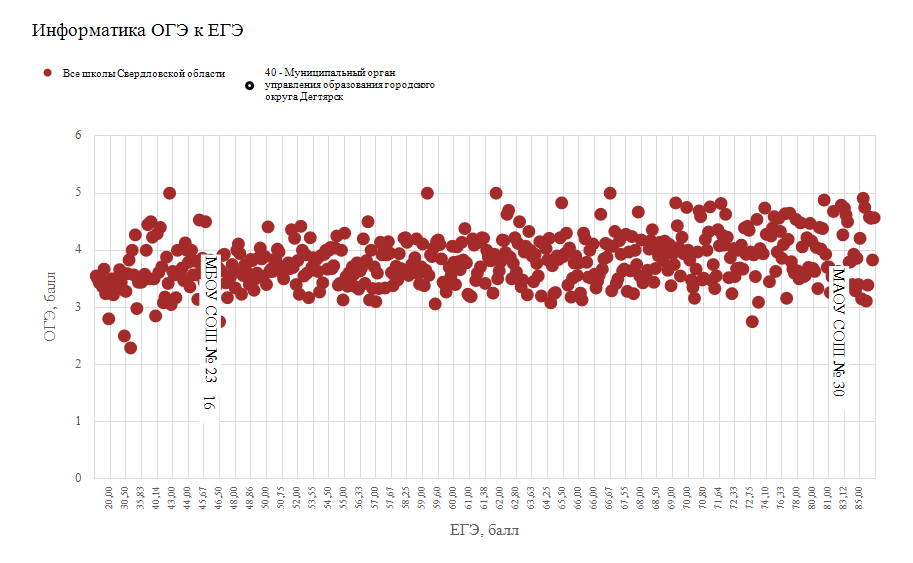 Информатика ОГЭ к ЕГЭ
Все школы Свердловской области
40 - Муниципальный орган
управления образования городского
округа Дегтярск
6
5
4
3
2
1
0
ОГЭ, балл
МБОУ СОШ № 23 16
МАОУ СОШ № 30
20,00 30,50 35,83 40,14 43,00 44,00 45,67 46,50 48,00 48,86 50,00 50,75 52,00 53,55 54,50 55,00 56,33 57,00 57,67 58,25 59,00 59,60 60,00 61,00 61,38 62,00 62,80 63,63 64,25 65,50 66,00 66,00 66,67 67,55 68,00 68,50 69,00 70,00 70,80 71,64 72,33 72,75 74,10 76,33 78,00 80,00 81,00 83,12 85,00
ЕГЭ, балл